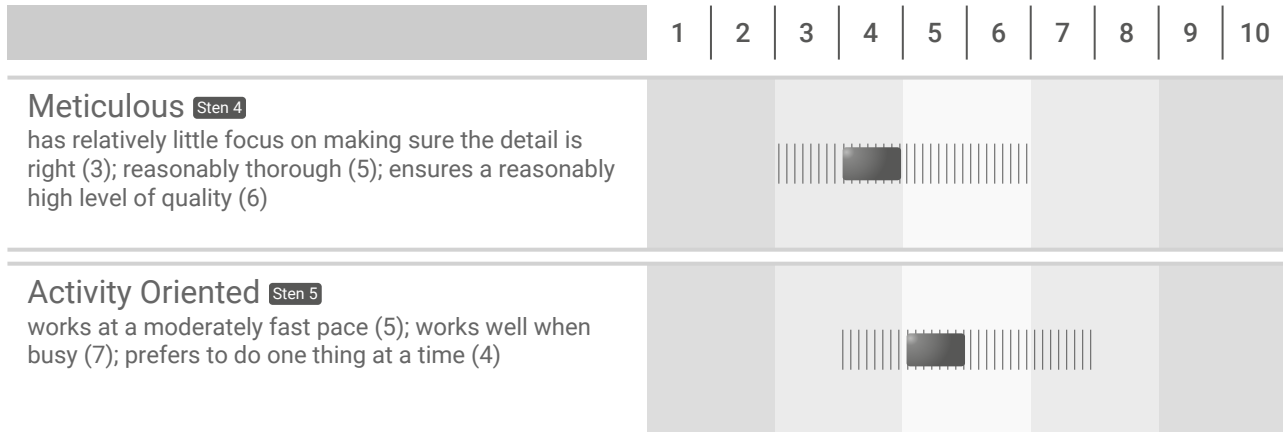 1 2 3 4 5 6 7 8 9 10
Meticulous Sten 4
has relatively little focus on making sure the detail is
right (3); reasonably thorough (5); ensures a reasonably
high level of quality (6)
Activity Oriented Sten 5
works at a moderately fast pace (5); works well when
busy (7); prefers to do one thing at a time (4)